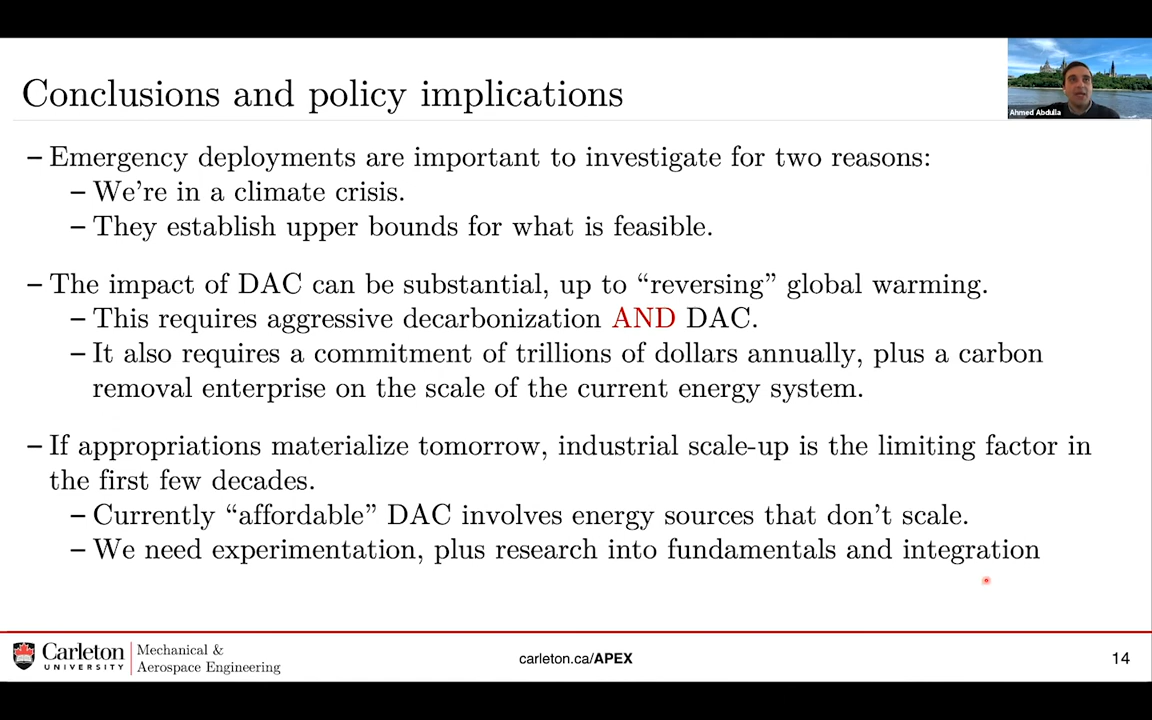 Conclusions and policy implications
Ahmed Abdulla
– Emergency deployments are important to investigate for two reasons:
– We're in a climate crisis.
– They establish upper bounds for what is feasible.
– The impact of DAC can be substantial, up to “reversing” global warming.
– This requires aggressive decarbonization AND DAC.
– It also requires a commitment of trillions of dollars annually, plus a carbon
removal enterprise on the scale of the current energy system.
– If appropriations materialize tomorrow, industrial scale-up is the limiting factor in
the first few decades.
– Currently “affordable” DAC involves energy sources that don't scale.
– We need experimentation, plus research into fundamentals and integration
Carleton
UNIVERSITY
Mechanical &
Aerospace Engineering
carleton.ca/APEX
14